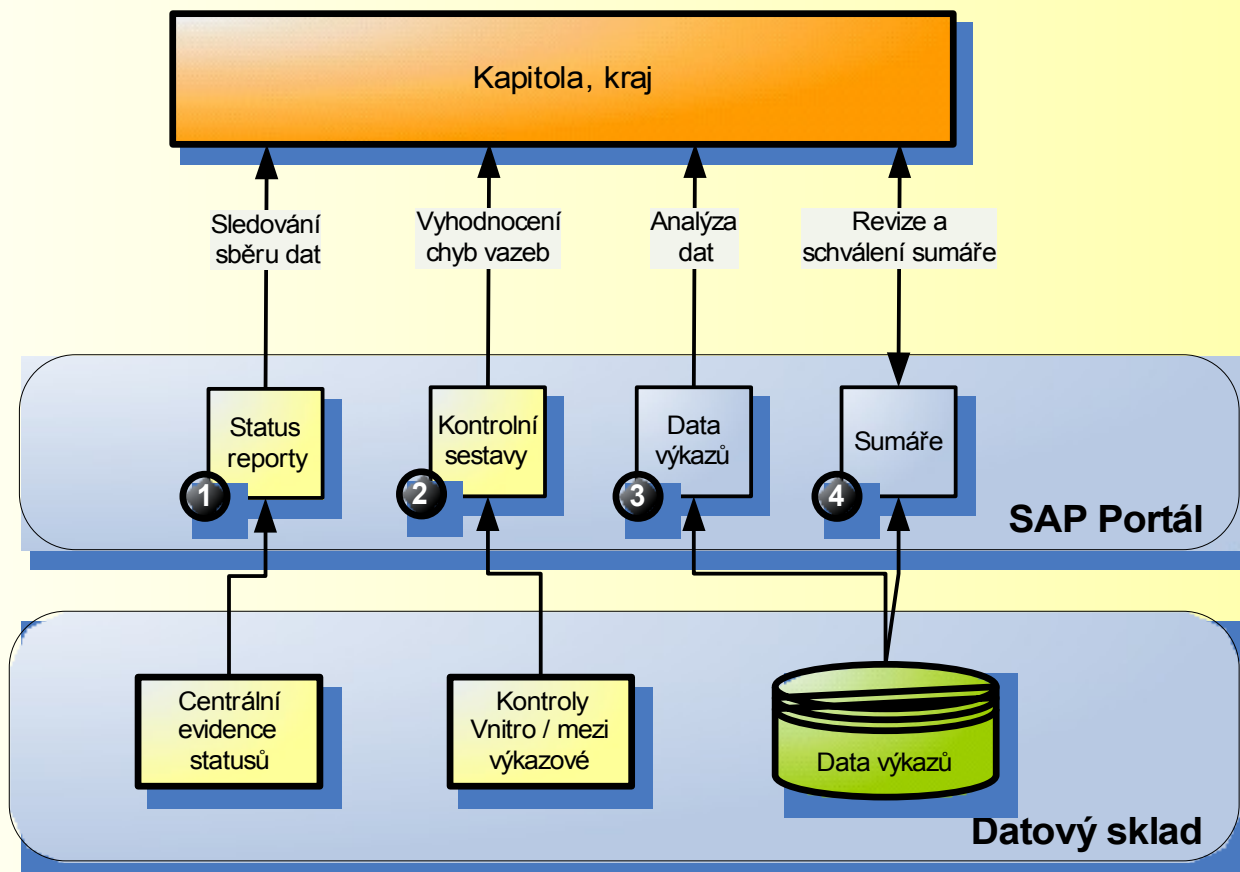 Kapitola, kraj
Sledování
sběru dat
Vyhodnocení
chyb vazeb
Analýza
dat
Revize a
schválení sumáře
Status
reporty
Kontrolní
sestavy
Data
výkazů
Sumáře
1
2
3
4
SAP Portál
Centrální
evidence
statusů
Kontroly
Vnitro / mezi
výkazové
Data výkazů
Datový sklad